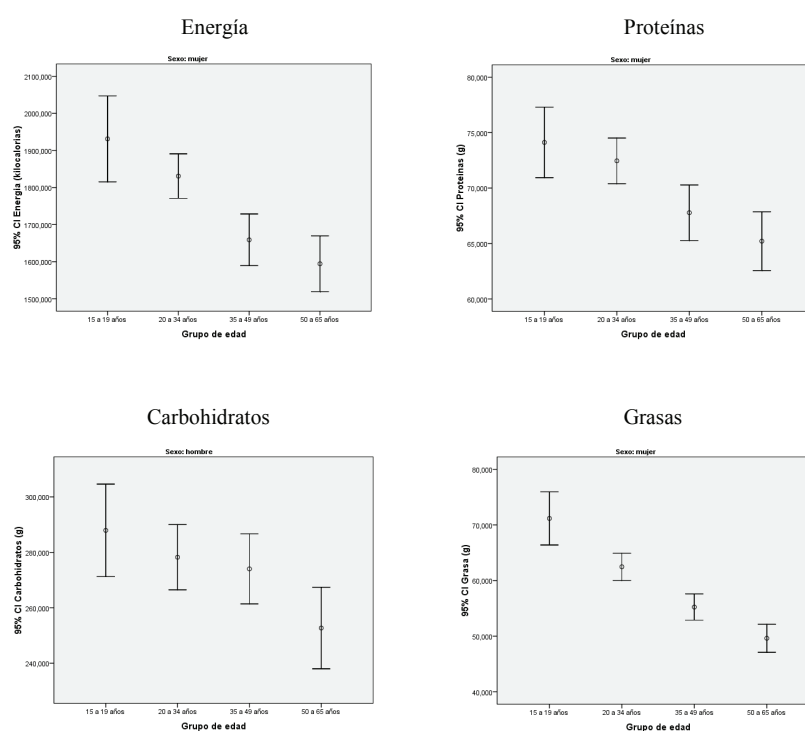 Energía
Sexo: mujer
95% CI Energía (kilocalorías)
2100,000
2000,000
1900,000
1800,000
1700,000
1600,000
1500,000
15 a 19 años 20 a 34 años 35 a 49 años 50 a 65 años
Grupo de edad
Proteínas
Sexo: mujer
95% CI Proteinas (g)
80,000
75,000
70,000
65,000
60,000
15 a 19 años 20 a 34 años 35 a 49 años 50 a 65 años
Grupo de edad
Carbohidratos
Sexo: hombre
95% CI Carbohidratos (g)
300,000
280,000
260,000
240,000
15 a 19 años 20 a 34 años 35 a 49 años 50 a 65 años
Grupo de edad
Grasas
Sexo: mujer
95% CI Grasa (g)
80,000
70,000
60,000
50,000
40,000
15 a 19 años 20 a 34 años 35 a 49 años 50 a 65 años
Grupo de edad